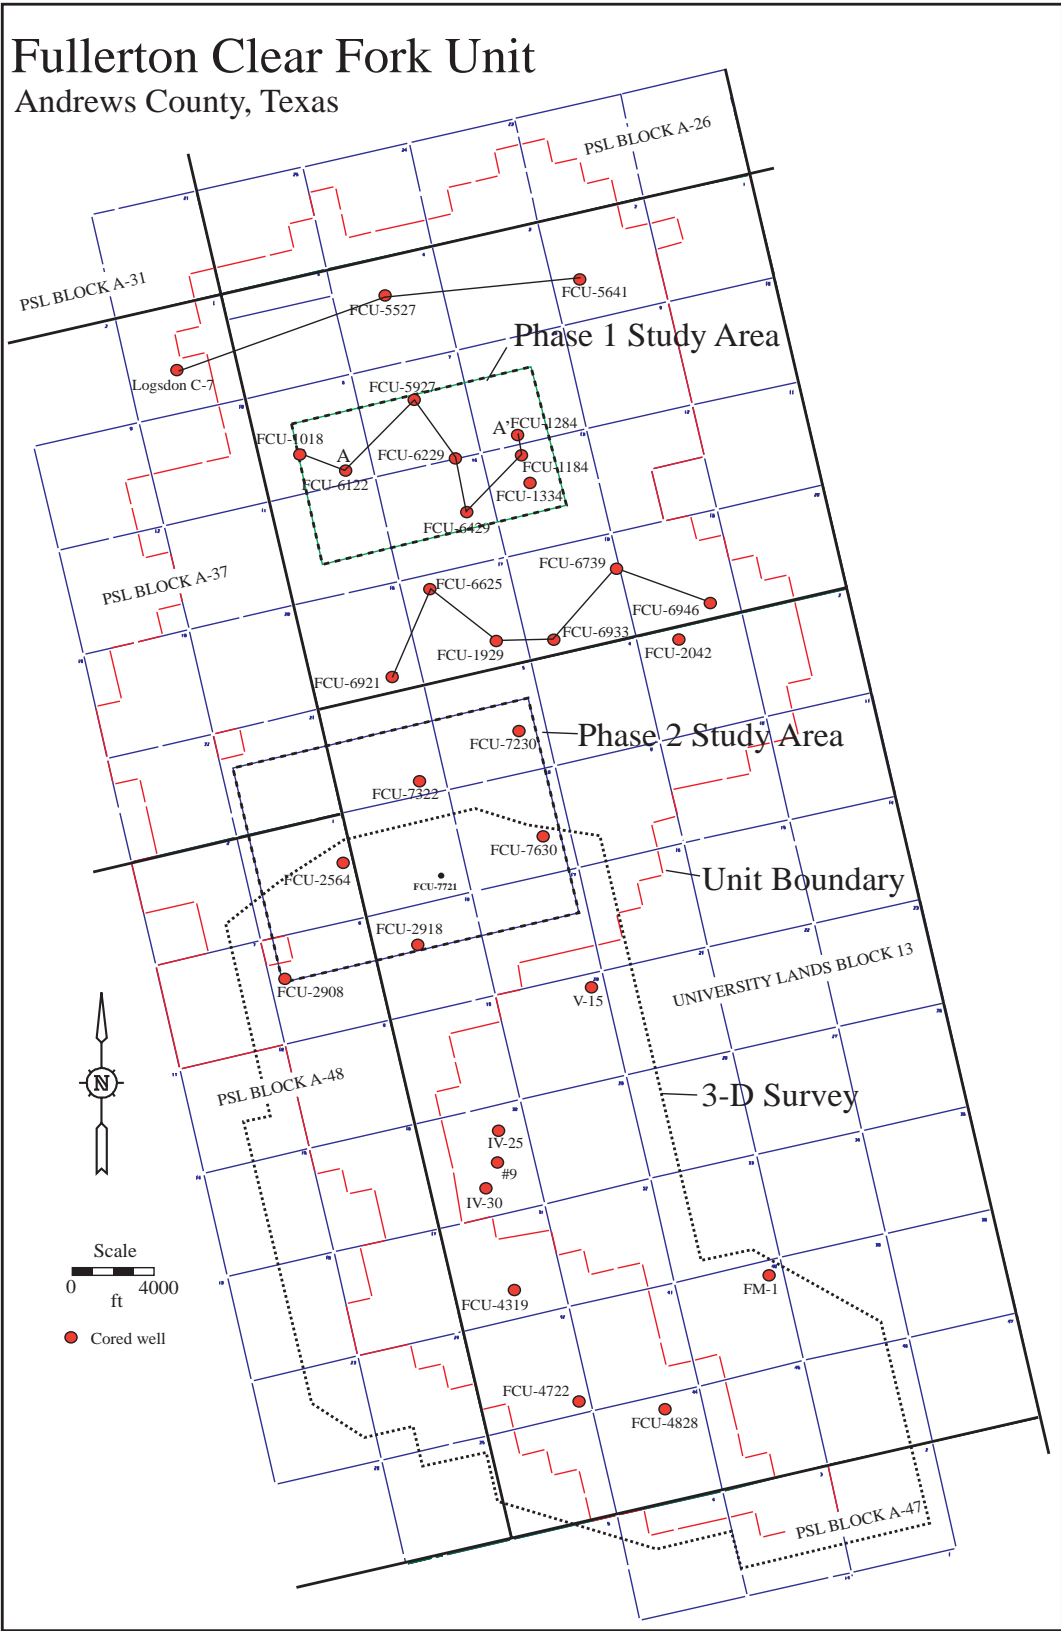 Fullerton Clear Fork Unit
Andrews County, Texas
PSL BLOCK A-26
PSL BLOCK A-31
FCU-5641
FCU-5527
Phase 1 Study Area
Logsdon C-7
FCU-5927
A'
FCU-1284
FCU-1018
A
FCU-6229
FCU-1184
FCU-6122
FCU-1334
FCU-6429
FCU-6739
PSL BLOCK A-37
FCU-6625
FCU-6946
FCU-6933
FCU-1929
FCU-2042
FCU-6921
FCU-7230
Phase 2 Study Area
FCU-7322
FCU-7630
FCU-2564
FCU-7721
Unit Boundary
FCU-2918
UNIVERSITY LANDS BLOCK 13
FCU-2908
V-15
N
PSL BLOCK A-48
3-D Survey
IV-25
#9
IV-30
Scale
0 4000
ft
FM-1
FCU-4319
Cored well
FCU-4722
FCU-4828
PSL BLOCK A-47